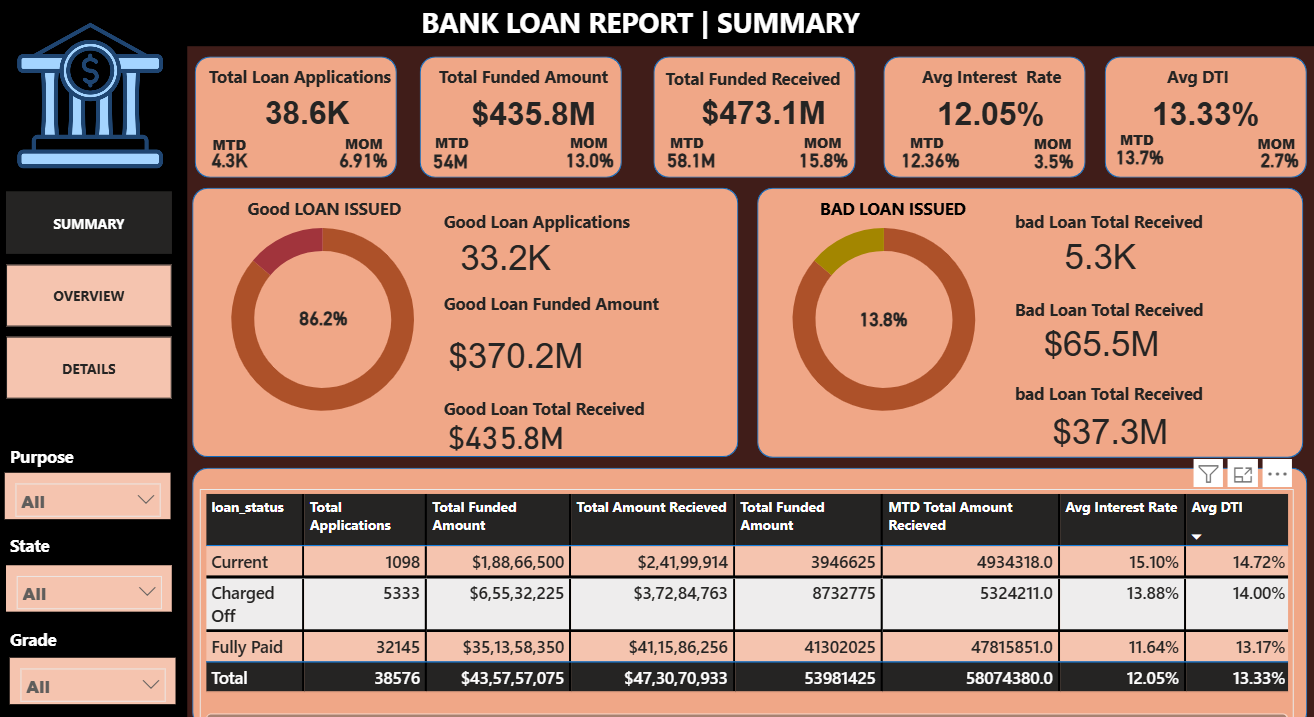 BANK LOAN REPORT | SUMMARY
$
Total Loan Applications
38.6K
MTD
MOM
4.3K
6.91%
Total Funded Amount
$435.8M
MTD
MOM
54M
13.0%
Total Funded Received
$473.1M
MTD
MOM
58.1M
15.8%
Avg Interest Rate
12.05%
MTD
MOM
12.36%
3.5%
Avg DTI
13.33%
MTD
MOM
13.7%
2.7%
SUMMARY
OVERVIEW
DETAILS
Purpose
All
State
All
Grade
All
Good LOAN ISSUED
86.2%
Good Loan Applications
33.2K
Good Loan Funded Amount
$370.2M
Good Loan Total Received
$435.8M
BAD LOAN ISSUED
13.8%
bad Loan Total Received
5.3K
Bad Loan Total Received
$65.5M
bad Loan Total Received
$37.3M
loan_status Total Applications Total Funded Amount Total Amount Recieved Total Funded Amount MTD Total Amount Recieved Avg Interest Rate Avg DTI
Current 1098 $1,88,66,500 $2,41,99,914 3946625 4934318.0 15.10% 14.72%
Charged Off 5333 $6,55,32,225 $3,72,84,763 8732775 5324211.0 13.88% 14.00%
Fully Paid 32145 $35,13,58,350 $41,15,86,256 41302025 47815851.0 11.64% 13.17%
Total 38576 $43,57,57,075 $47,30,70,933 53981425 58074380.0 12.05% 13.33%